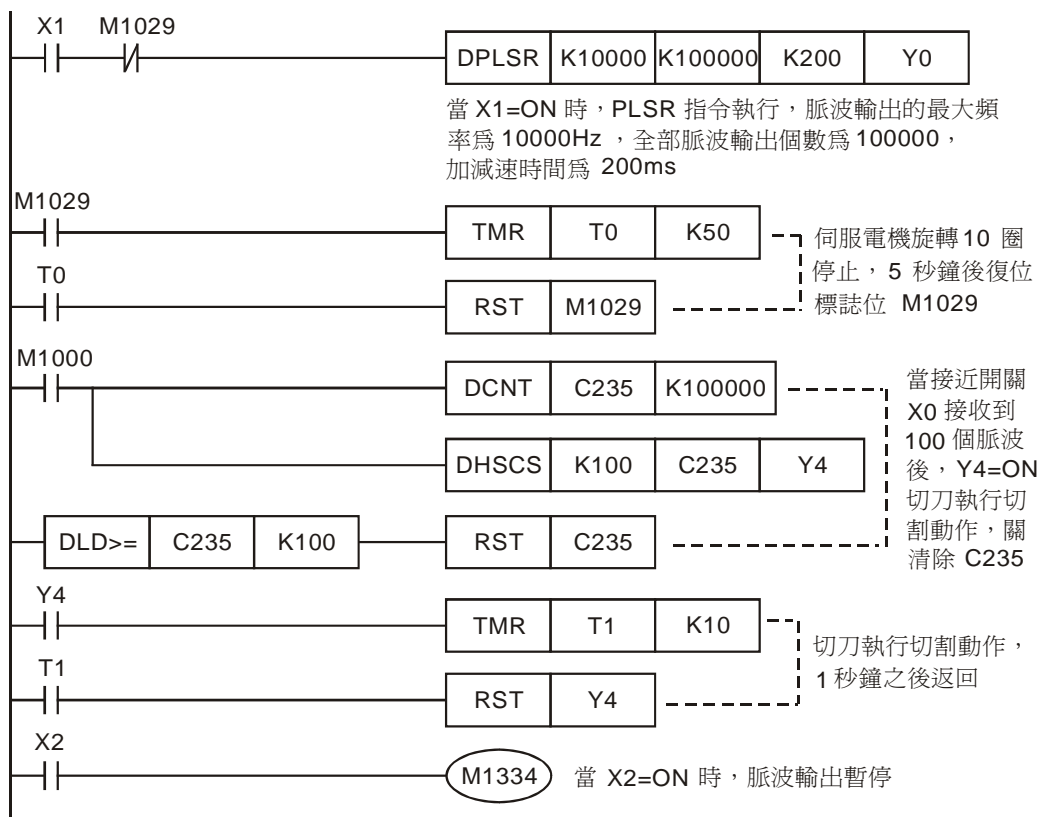 X1 M1029
DPLSR K10000 K100000 K200 Y0
當 X1=ON 時，PLSR 指令執行，脈波輸出的最大頻
率為 10000Hz ，全部脈波輸出個數為 100000，
加減速時間為 200ms
M1029
TMR T0 K50
伺服電機旋轉 10 圈
停止，5 秒鐘後復位
標誌位 M1029
T0
RST M1029
M1000
DCNT C235 K100000
DHSCS K100 C235 Y4
DLD>= C235 K100
RST C235
當接近開關
X0 接收到
100 個脈波
後，Y4=ON
切刀執行切
割動作，關
清除 C235
Y4
TMR T1 K10
切刀執行切割動作，
1 秒鐘之後返回
T1
RST Y4
X2
M1334 當 X2=ON 時，脈波輸出暫停